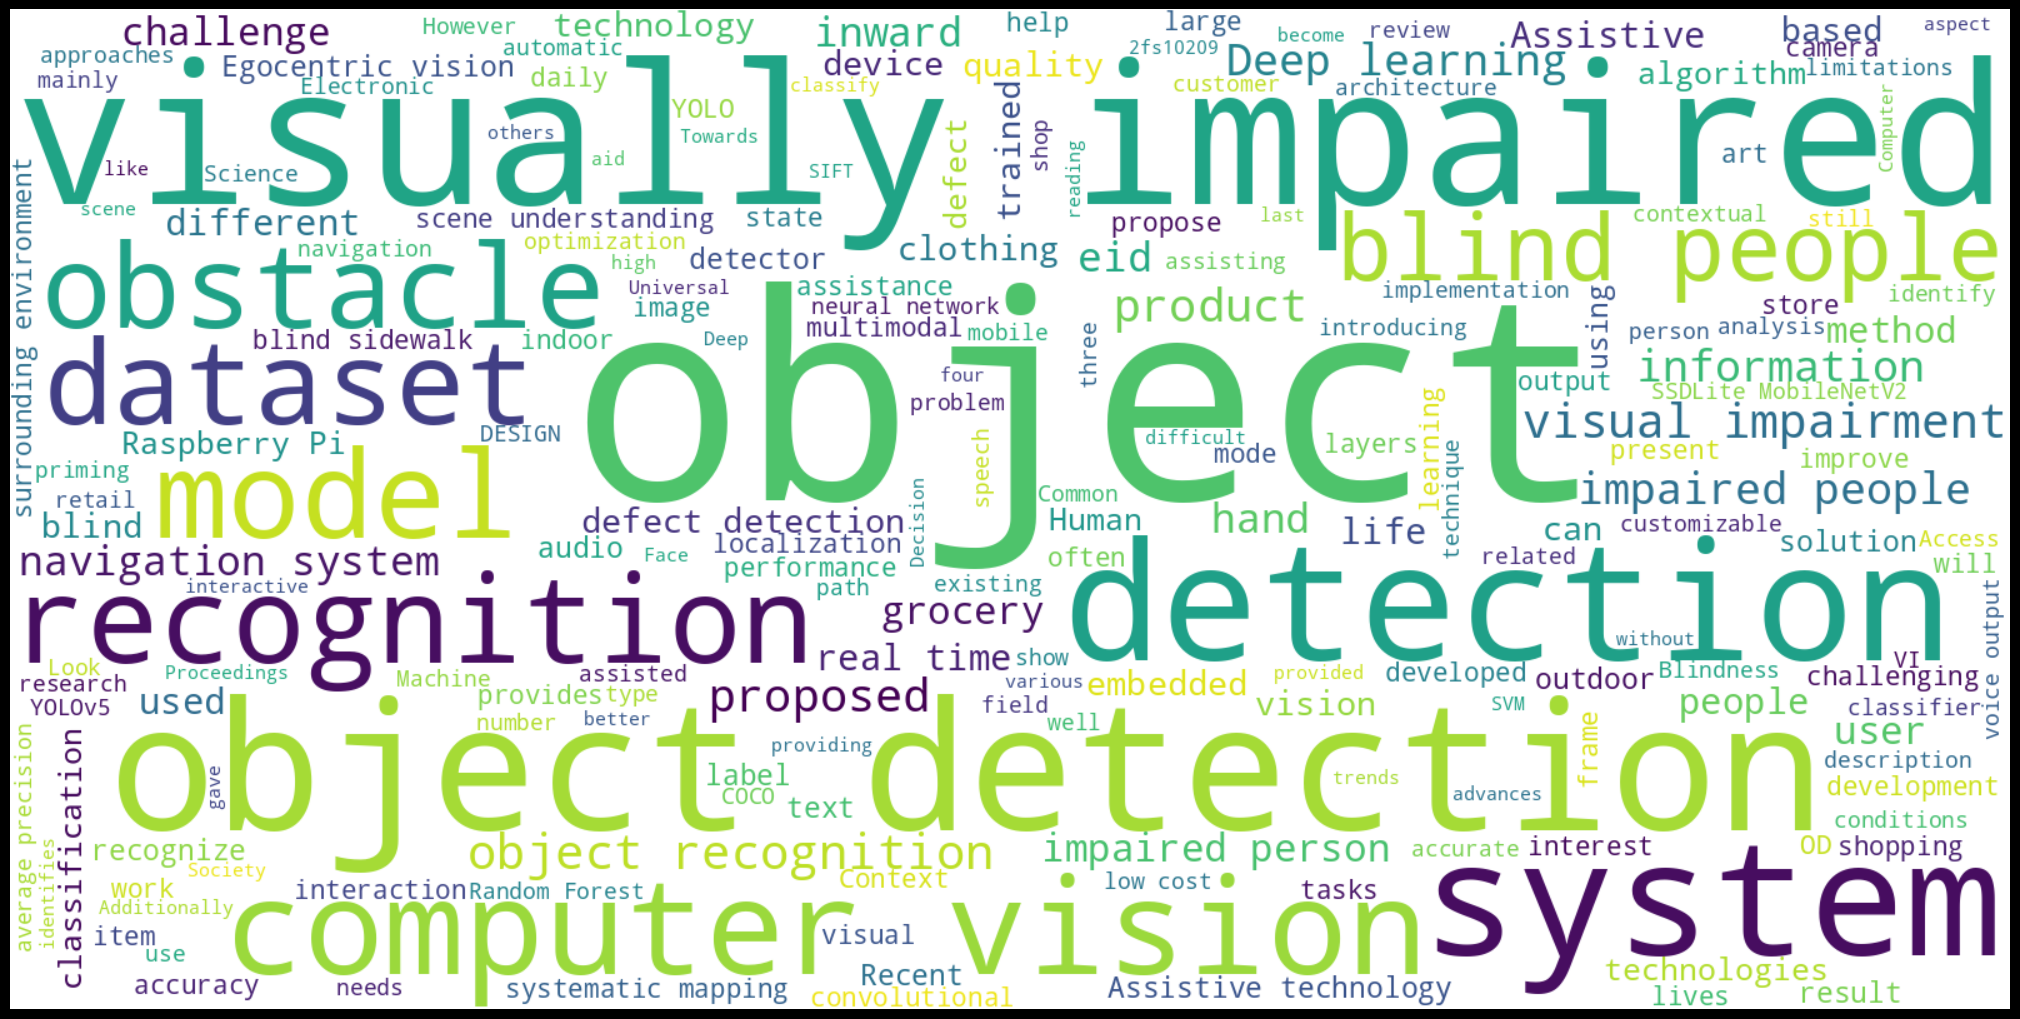 challenge
However
technology
inward
help
large
review
Assistive
based
aspect
approaches
automatic
2fs10209
become
camera
mainly
Egocentric vision
daily
device
quality
Deep learning
algorithm
limitations
Electronic
classify
customer
architecture
visually impaired
YOLO
others
Towards
defect
trained
shop
reading
Computer
like
Science
aid
SIFT
art
scene
different
scene understanding
state
propose
last
contextual
still
surrounding environment
navigation
optimization
detector
clothing
eid
assisting
blind people
obstacle
high
Universal
assistance
image
neural network
product
implementation
using
store
identify
blind sidewalk
indoor
Deep
multimodal
mobile
three
introducing
person
analysis
method
dataset
object
four
problem
output
information
SSDLite MobileNetV2
Raspberry Pi
DESIGN
speech
difficult
mode
layers
learning
technique
visual impairment
priming
model
present
improve
retail
Common
impaired people
blind
defect detection
Decision
Human
hand
life
can
customizable
navigation system
audio
Face
localization
performance
often
related
solution
Access
will
interactive
path
existing
recognition
grocery
detection
without
voice output
Look
Proceedings
Machine
assisted
real time
show
developed
outdoor
Blindness
VI
challenging
research
YOLOv5
used
provides
type
proposed
various
embedded
provided
number
better
field
well
vision
SVM
people
classifier
average precision
classification
gave
object detection
providing
frame
user
label
COCO
text
trends
advances
description
development
conditions
recognize
identifies
Society
object recognition
impaired person
accurate
interest
OD
shopping
work
interaction
Random Forest
Context
low cost
tasks
Additionally
computer vision
system
item
use
visual
accuracy
needs
systematic mapping
Recent
convolutional
Assistive technology
technologies
lives
result